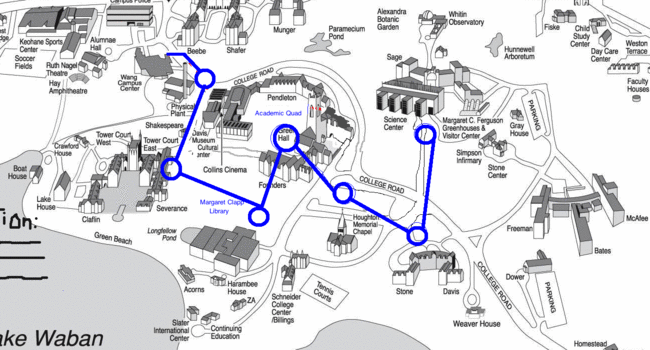 Campus Police
Keohane Sports
Center
Alumnae
Hall
Soccer
Fields
Ruth Nagel
Theatre
Hay
Amphitheatre
Wang
Campus
Center
Beebe
Shafer
Munger
Paramecium
Pond
Alexandra
Botanic
Garden
Whitin
Observatory
Fiske
Child
Study
Center
Day Care
Center
Weston
Terrace
Hunnewell
Arboretum
Faculty
Houses
Sage
COLLEGE ROAD
Pendleton
Physical
Plant
Academic Quad
Green
Hall
Science
Center
Margaret C. Ferguson
Greenhouses &
Visitor Center
Gray
House
PARKING
Simpson
Infirmary
Stone
Center
Shakespeare
Crawford
House
Tower Court
West
Tower Court
East
Davis
Museum
Cultural
Collins Cinema
Founders
Boat
House
Lake
House
Claflin
Severance
Margaret Clapp
Library
COLLEGE ROAD
Houghton
Memorial
Chapel
Green Beach
Longfellow
Pond
McAfee
Freeman
Bates
Dower
PARKING
COLLEGE ROAD
Stone
Davis
Weaver House
Acorns
Harambee
House
ZA
Schneider
College
Center
/Billings
Tennis
Courts
Slater
International
Center
Continuing
Education
ake Waban
Homestead